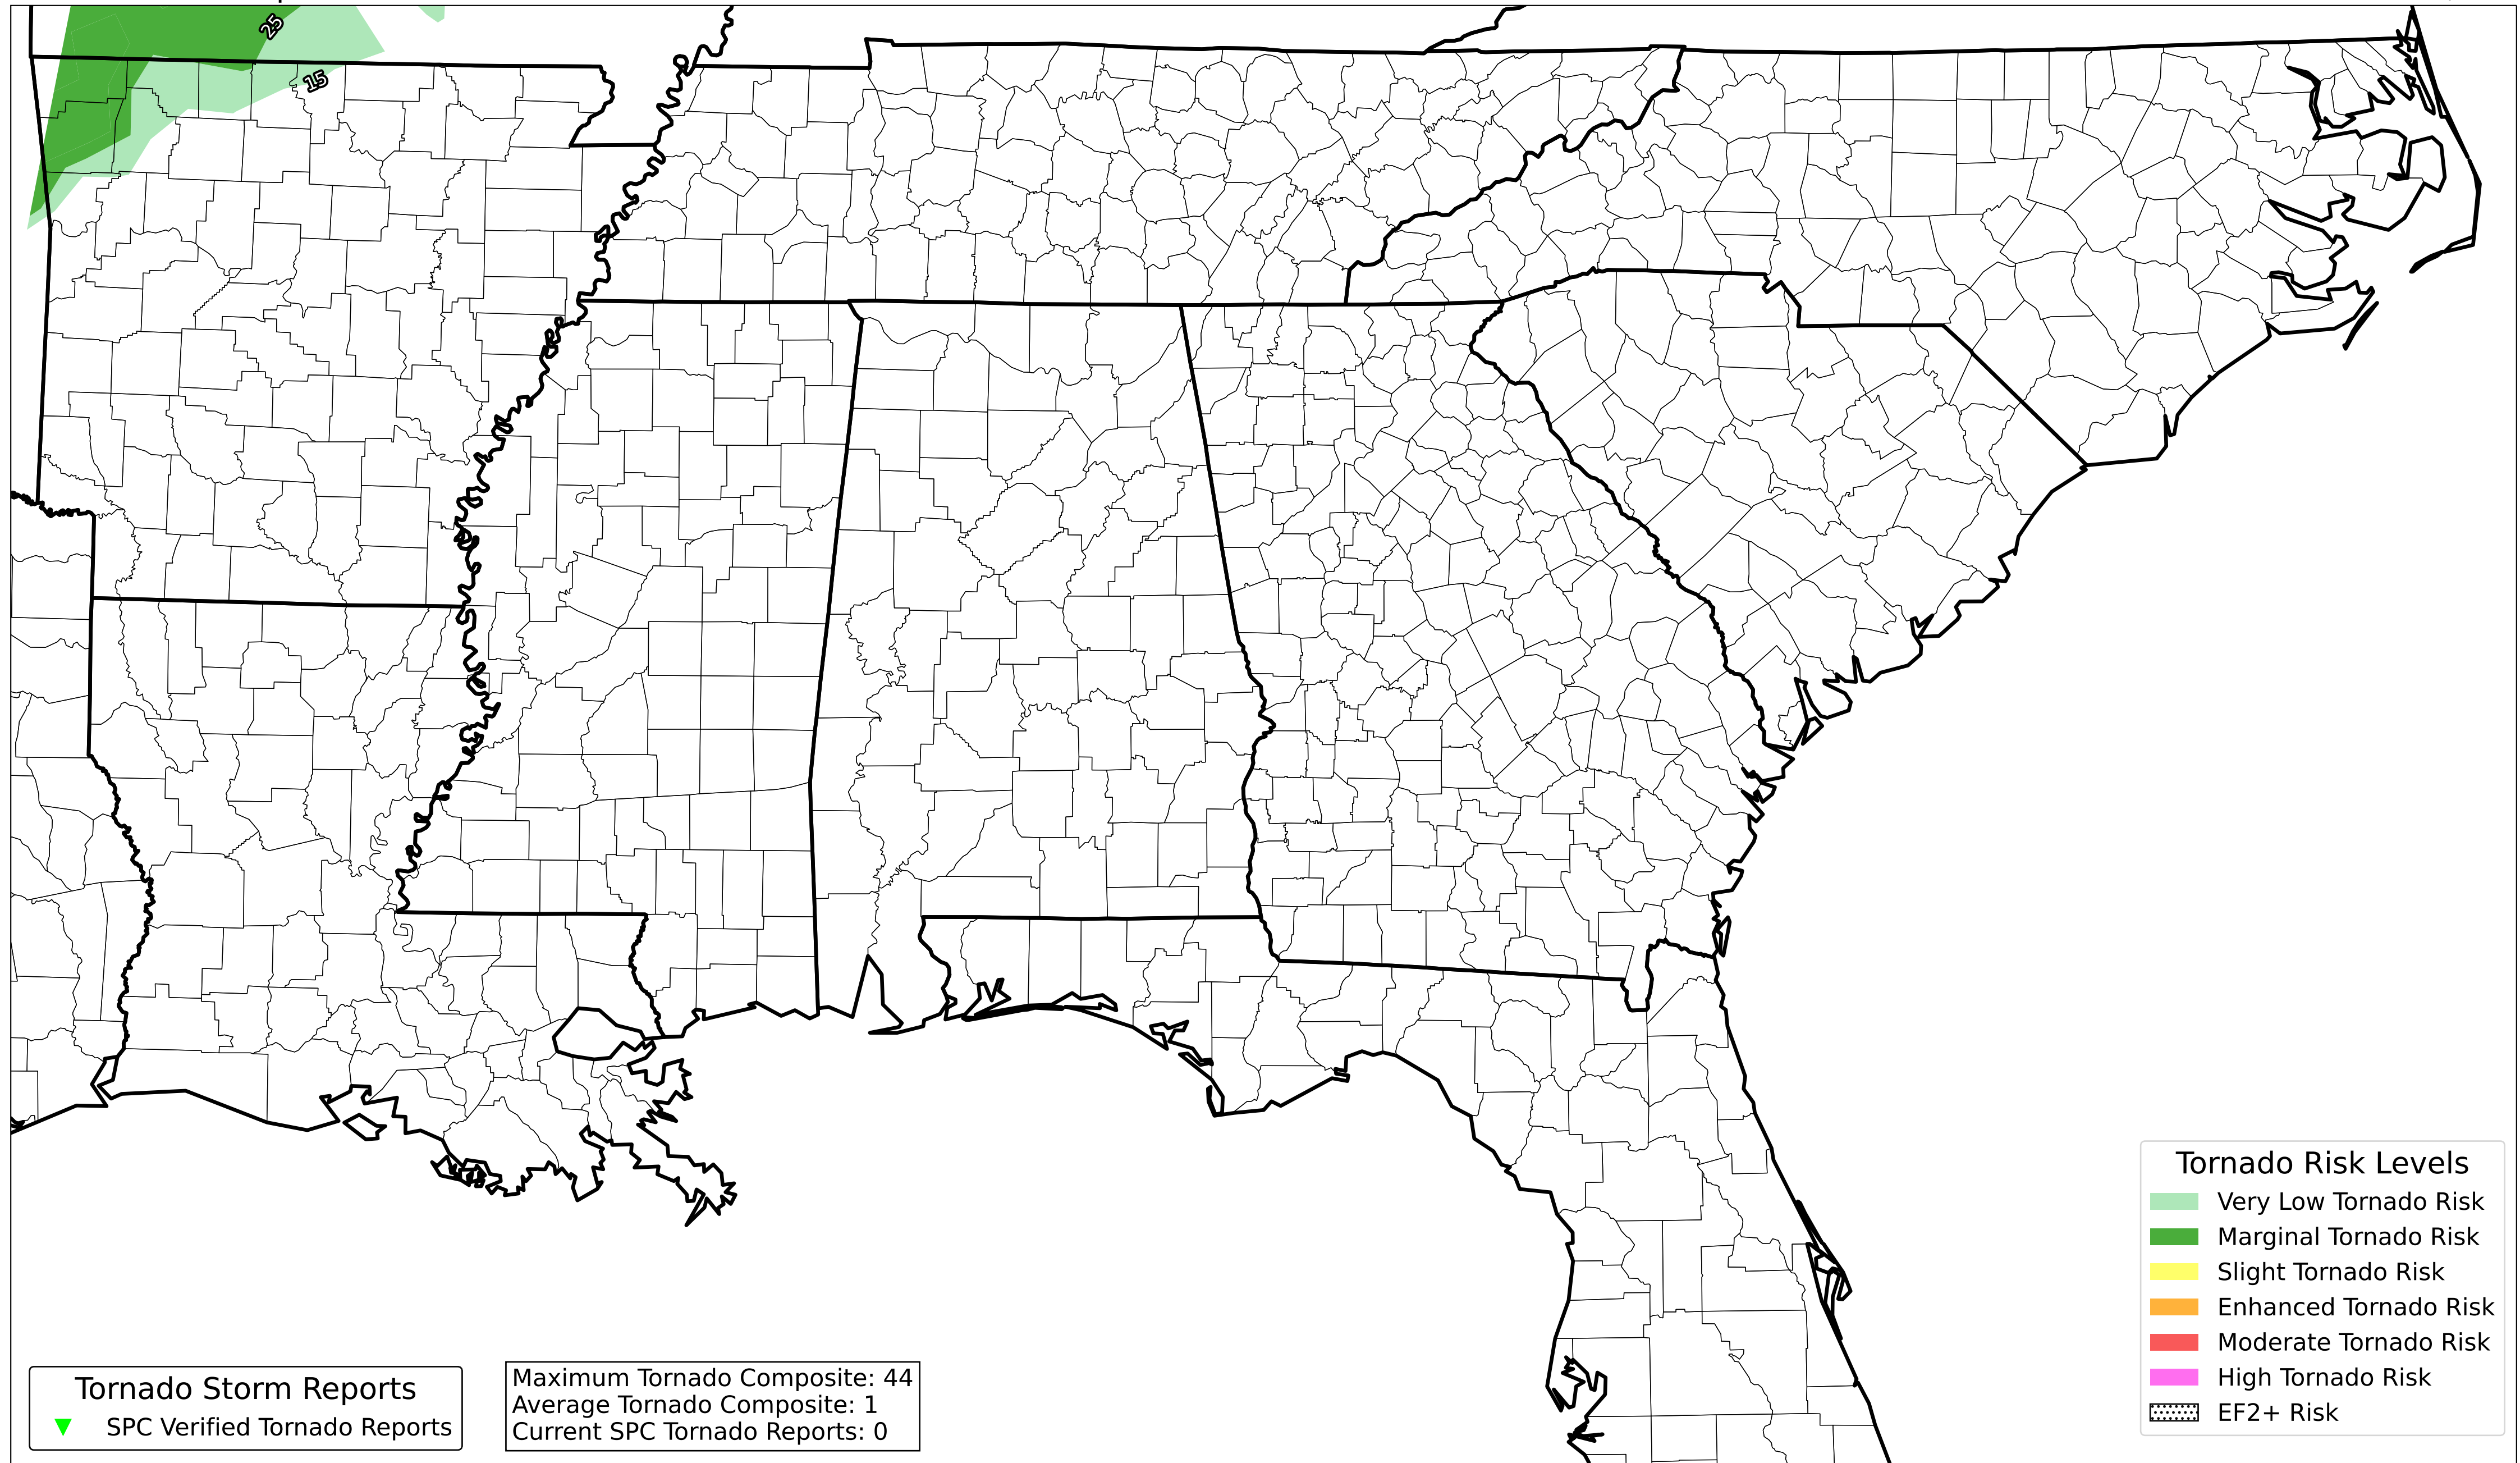 25
15
Tornado Risk Levels
Very Low Tornado Risk
Marginal Tornado Risk
Slight Tornado Risk
Enhanced Tornado Risk
Moderate Tornado Risk
High Tornado Risk
EF2+ Risk
Tornado Storm Reports
SPC Verified Tornado Reports
Maximum Tornado Composite: 44
Average Tornado Composite: 1
Current SPC Tornado Reports: 0